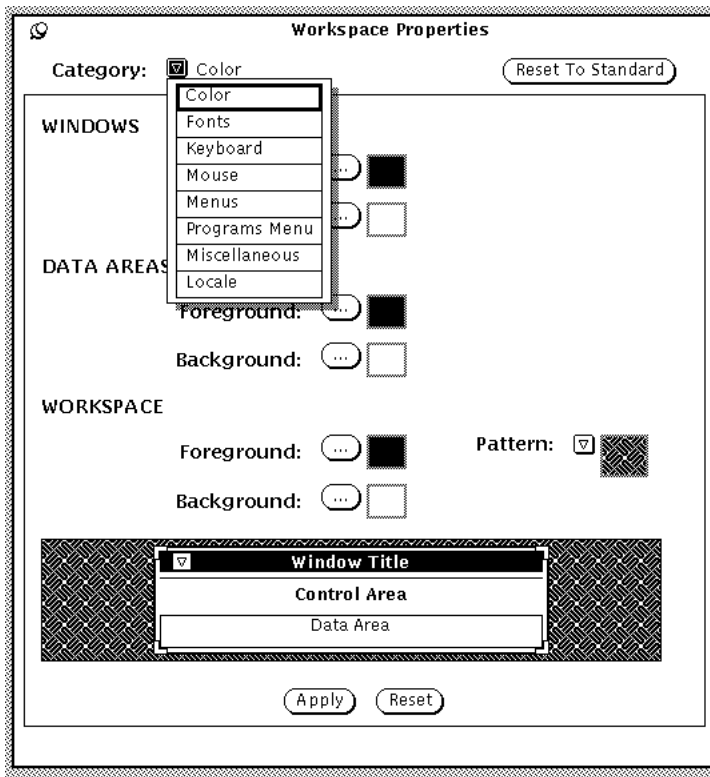 Workspace Properties
Category: Color
Reset To Standard
Color
Fonts
Keyboard
Mouse
Menus
Programs Menu
Miscellaneous
Locale
WINDOWS
...
...
DATA AREAS
Foreground: ...
Background: ...
WORKSPACE
Foreground: ...
Pattern:
Background: ...
Window Title
Control Area
Data Area
Apply Reset